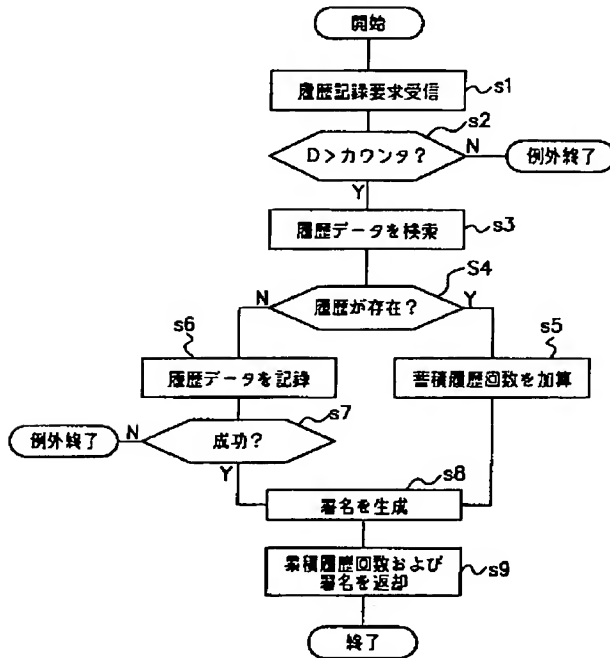 開始
履歴記録要求受信
s1
s2
D>カウンタ?
N
例外終了
Y
履歴データを検索
s3
S4
N
履歴が存在?
Y
s6
s5
履歴データを記録
蓄積履歴回数を加算
s7
例外終了
N
成功?
Y
s8
署名を生成
累積履歴回数および
署名を返却
s9
終了